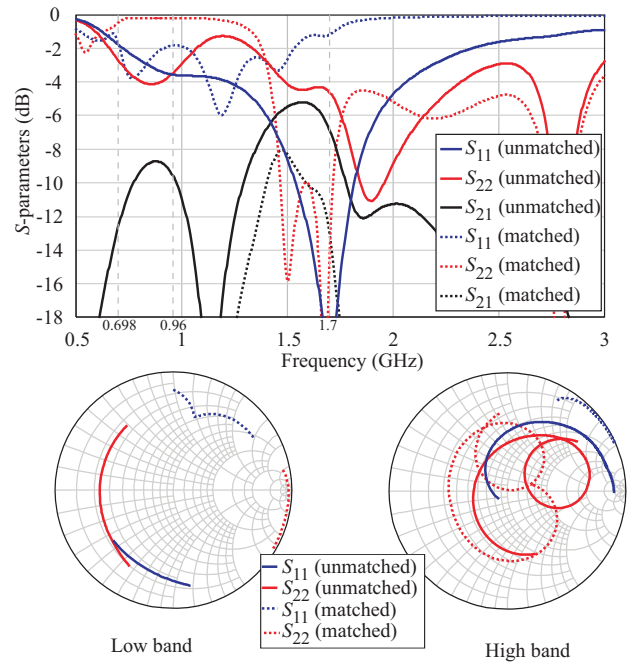 0
-2
-4
-6
-8
-10
-12
-14
-16
-18
S-parameters (dB)
S11 (unmatched)
S22 (unmatched)
S21 (unmatched)
S11 (matched)
S22 (matched)
S21 (matched)
0.5 0.698 0.96 1 1.5 1.7 2 2.5 3
Frequency (GHz)
S11 (unmatched)
S22 (unmatched)
S11 (matched)
S22 (matched)
Low band
High band